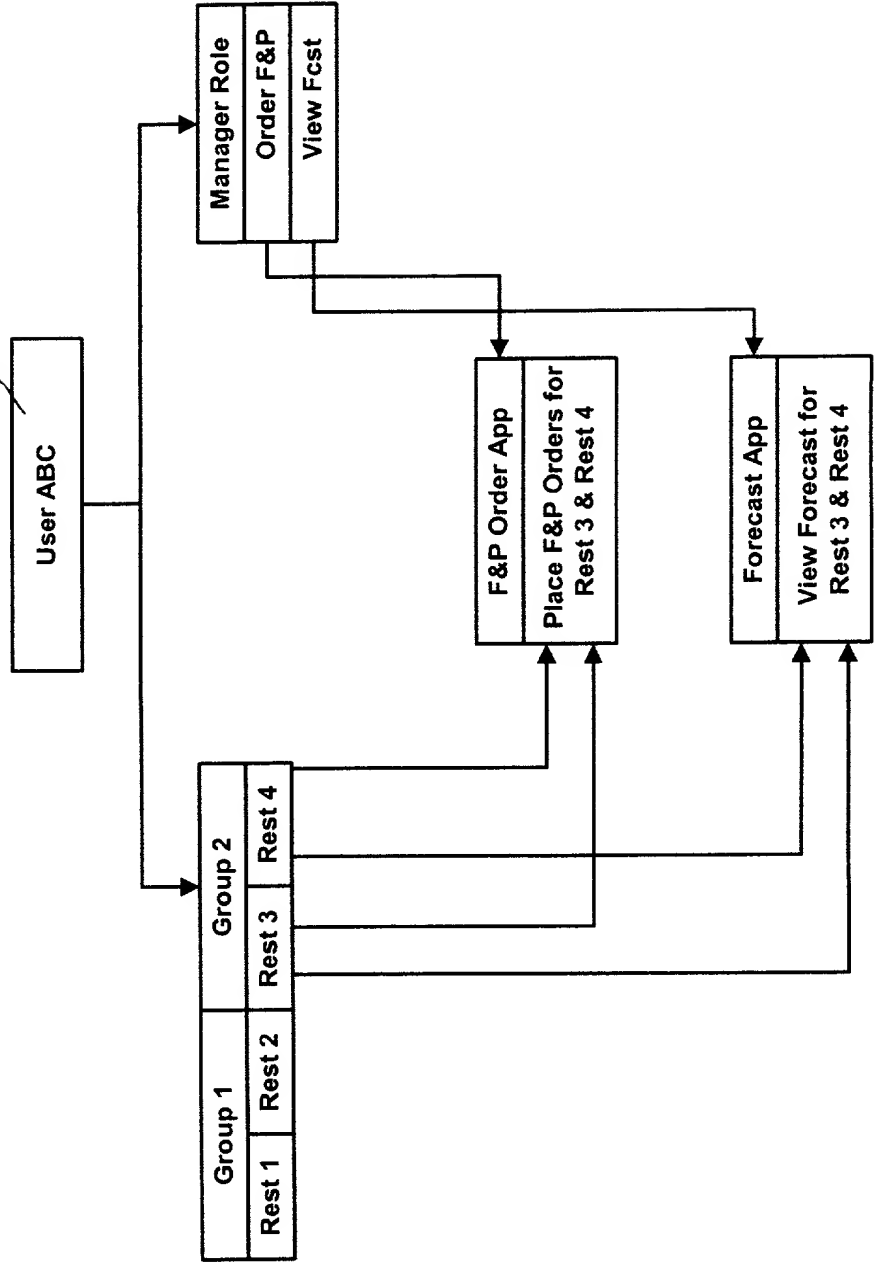 User ABC
Group 1
Group 2
Rest 1
Rest 2
Rest 3
Rest 4
Manager Role
Order F&P
View Fcst
F&P Order App
Place F&P Orders for
Rest 3 & Rest 4
Forecast App
View Forecast for
Rest 3 & Rest 4